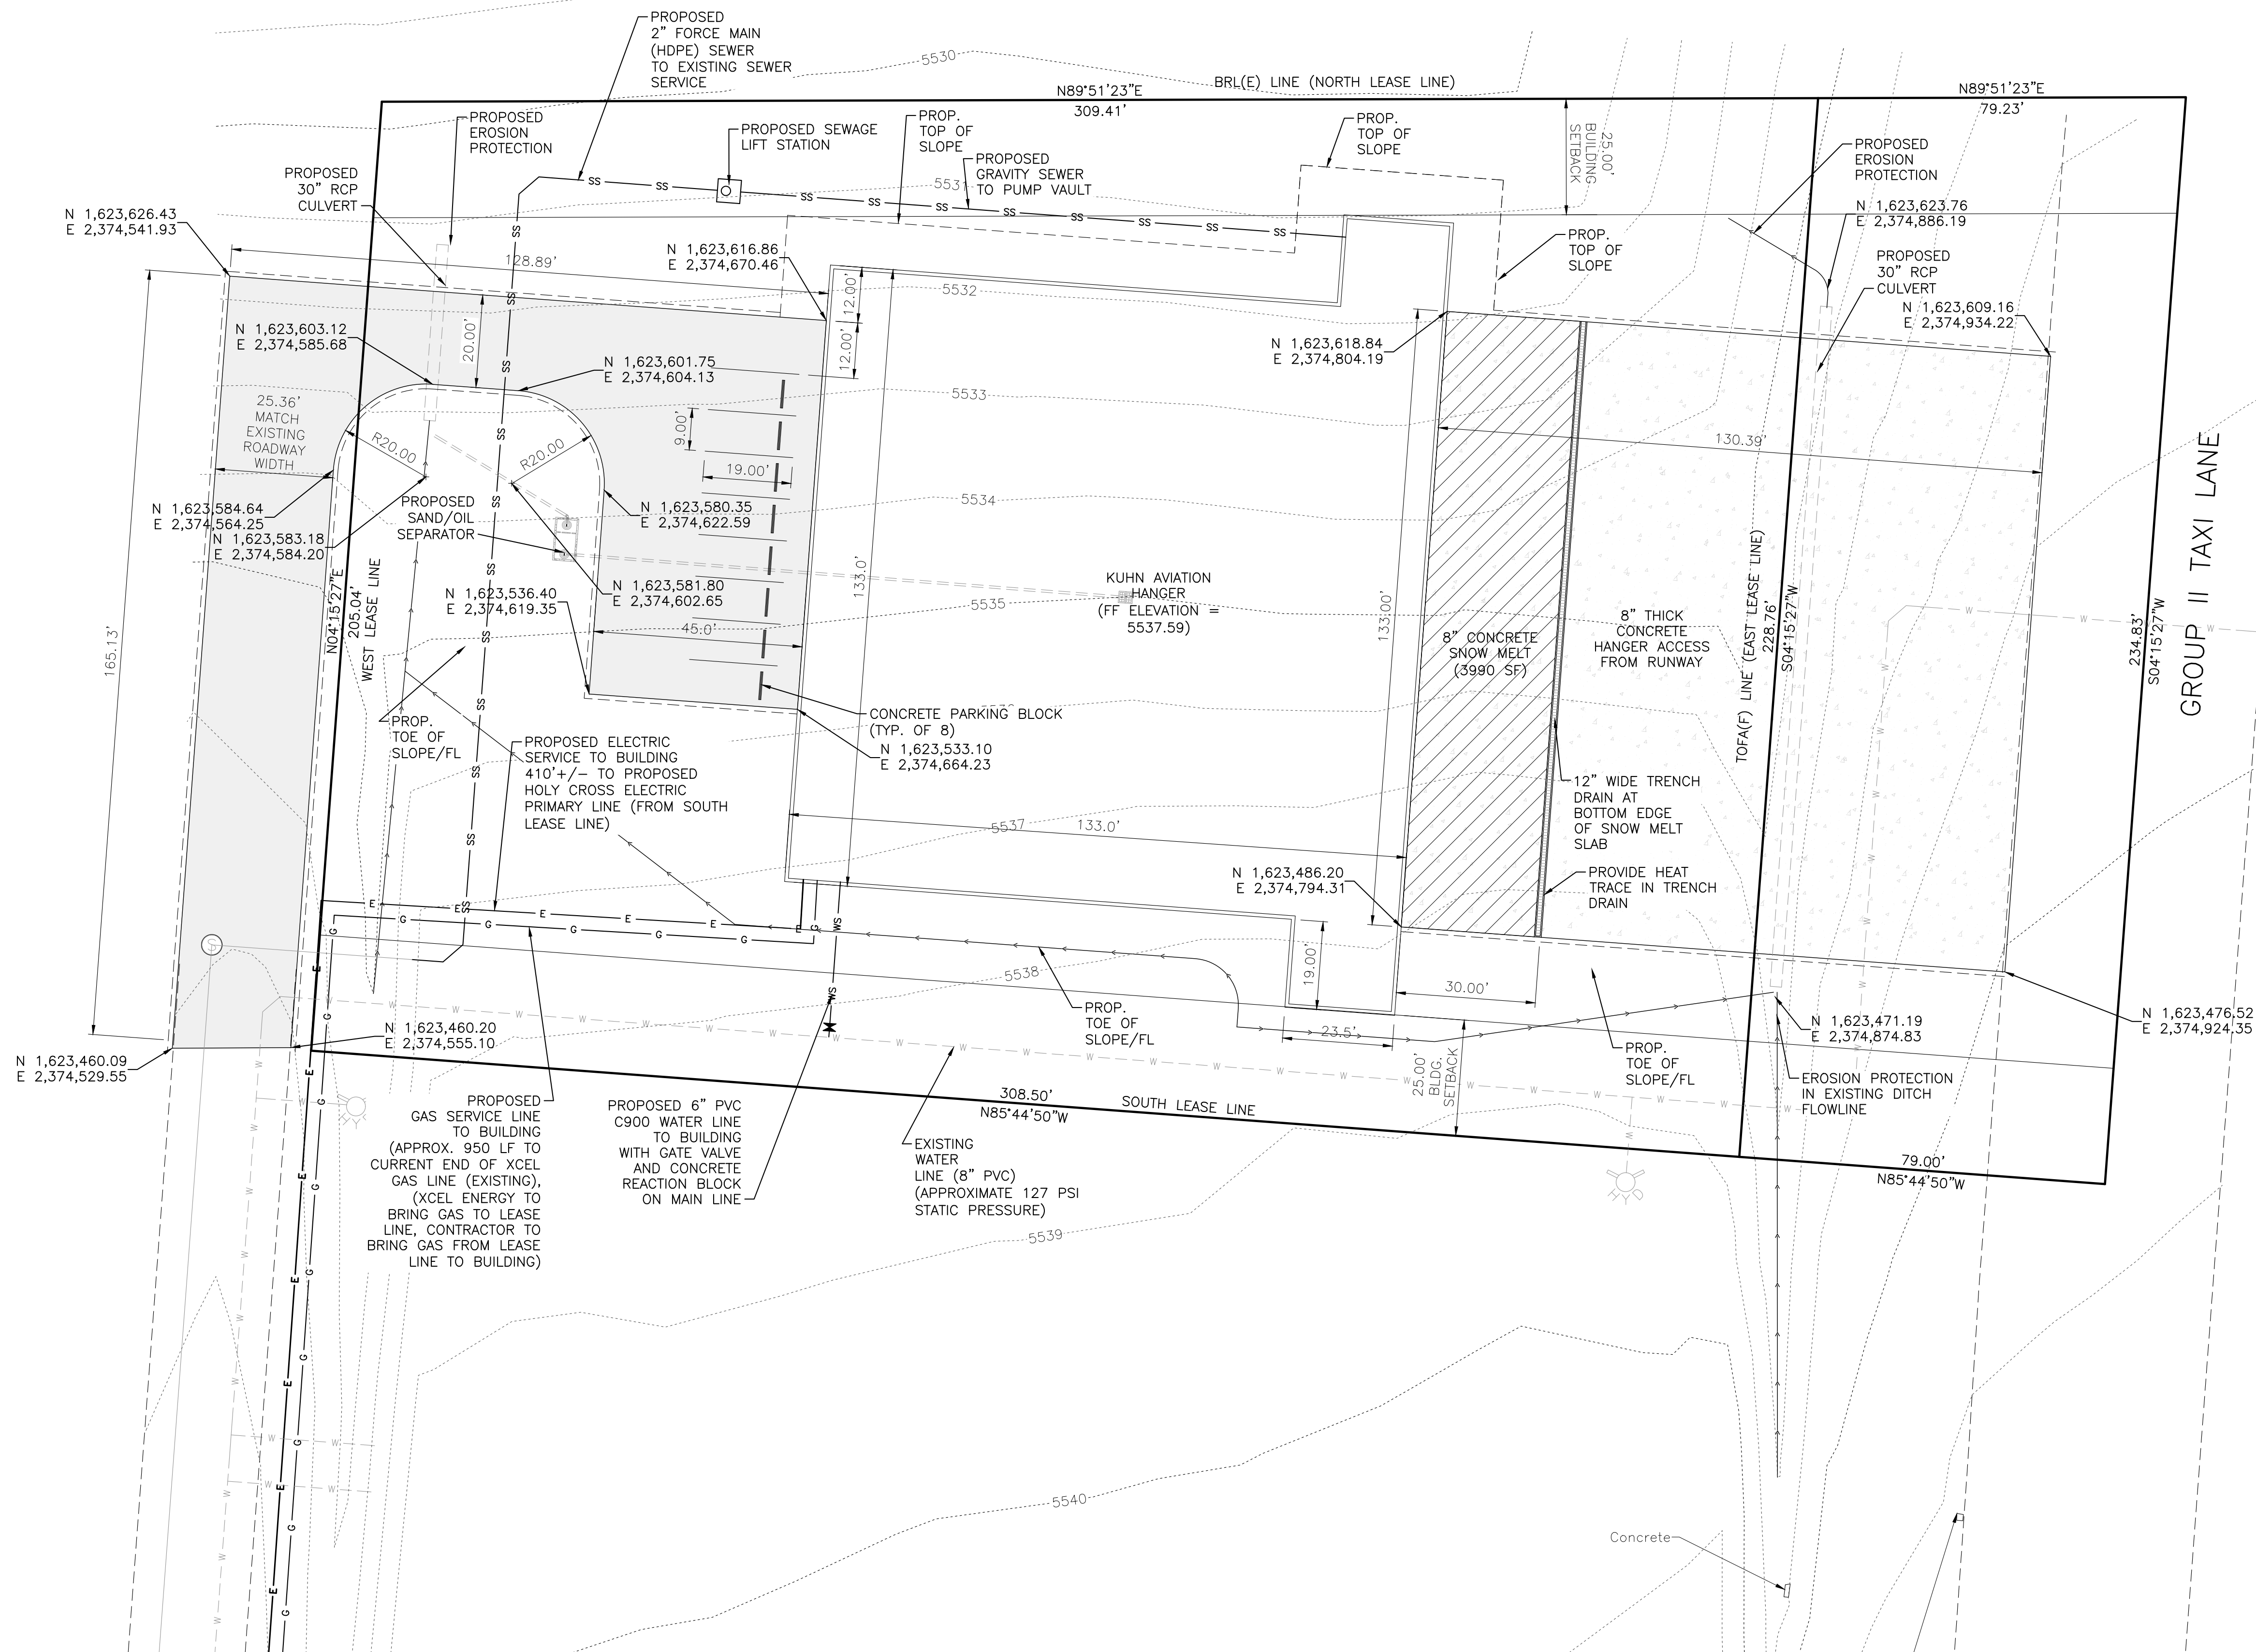 PROPOSED
2" FORCE MAIN
(HDPE) SEWER
TO EXISTING SEWER
SERVICE
5530
BRL(E) LINE (NORTH LEASE LINE)
N89°51'23"E
309.41'
N89°51'23"E
79.23'
PROPOSED
EROSION
PROTECTION
PROPOSED SEWAGE
LIFT STATION
PROP.
TOP OF
SLOPE
PROPOSED
GRAVITY SEWER
TO PUMP VAULT
PROP.
TOP OF
SLOPE
25.00'
BUILDING
SETBACK
PROPOSED
EROSION
PROTECTION
PROPOSED
30" RCP
CULVERT
5531
N 1,623,626.43
E 2,374,541.93
N 1,623,623.76
E 2,374,886.19
128.89'
N 1,623,616.86
E 2,374,670.46
PROP.
TOP OF
SLOPE
PROPOSED
30" RCP
CULVERT
12.00'
12.00'
5532
N 1,623,609.16
E 2,374,934.22
N 1,623,603.12
E 2,374,585.68
20.00'
N 1,623,601.75
E 2,374,604.13
N 1,623,618.84
E 2,374,804.19
5533
25.36'
MATCH
EXISTING
ROADWAY
WIDTH
R20.00
R20.00
9.00'
19.00'
130.39'
N 1,623,584.64
E 2,374,564.25
PROPOSED
SAND/OIL
SEPARATOR
N 1,623,580.35
E 2,374,622.59
5534
N 1,623,583.18
E 2,374,584.20
N 1,623,581.80
E 2,374,602.65
N 1,623,536.40
E 2,374,619.35
165.13'
N04°15'27"E
205.04'
WEST LEASE LINE
133.0'
5535
KUHN AVIATION
HANGER
(FF ELEVATION =
5537.59)
45.0'
133.00'
8" CONCRETE
SNOW MELT
(3990 SF)
8" THICK
CONCRETE
HANGER ACCESS
FROM RUNWAY
TOFA(F) LINE (EAST LEASE LINE)
228.76'
S04°15'27"W
234.83'
S04°15'27"W
GROUP II TAXI LANE
PROP.
TOE OF
SLOPE/FL
CONCRETE PARKING BLOCK
(TYP. OF 8)
N 1,623,533.10
E 2,374,664.23
PROPOSED ELECTRIC
SERVICE TO BUILDING
410'+/- TO PROPOSED
HOLY CROSS ELECTRIC
PRIMARY LINE (FROM SOUTH
LEASE LINE)
12" WIDE TRENCH
DRAIN AT
BOTTOM EDGE
OF SNOW MELT
SLAB
5537
133.0'
N 1,623,486.20
E 2,374,794.31
PROVIDE HEAT
TRACE IN TRENCH
DRAIN
19.00'
5538
30.00'
PROP.
TOE OF
SLOPE/FL
23.5'
N 1,623,460.20
E 2,374,555.10
N 1,623,460.09
E 2,374,529.55
N 1,623,471.19
E 2,374,874.83
N 1,623,476.52
E 2,374,924.35
PROP.
TOE OF
SLOPE/FL
25.00'
BLDG.
SETBACK
EROSION PROTECTION
IN EXISTING DITCH
FLOWLINE
308.50'
N85°44'50"W
SOUTH LEASE LINE
79.00'
N85°44'50"W
PROPOSED
GAS SERVICE LINE
TO BUILDING
(APPROX. 950 LF TO
CURRENT END OF XCEL
GAS LINE (EXISTING),
(XCEL ENERGY TO
BRING GAS TO LEASE
LINE, CONTRACTOR TO
BRING GAS FROM LEASE
LINE TO BUILDING)
PROPOSED 6" PVC
C900 WATER LINE
TO BUILDING
WITH GATE VALVE
AND CONCRETE
REACTION BLOCK
ON MAIN LINE
EXISTING
WATER
LINE (8" PVC)
(APPROXIMATE 127 PSI
STATIC PRESSURE)
HYD
5539
5540
Concrete